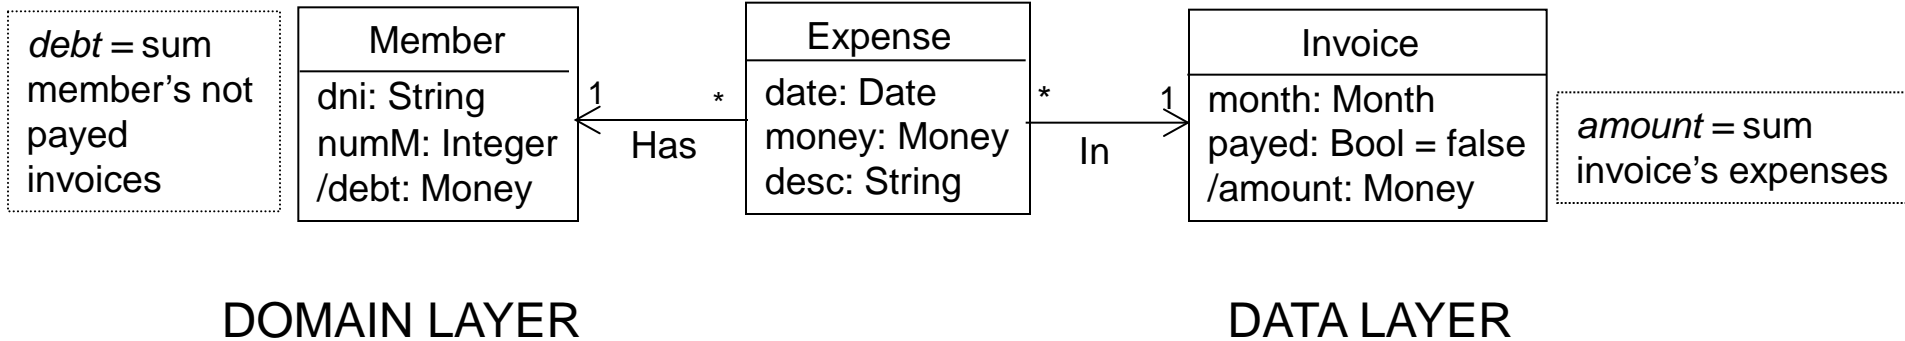 debt = sum
member's not
payed
invoices
Member
dni: String
numM: Integer
/debt: Money
1
*
Has
Expense
date: Date
money: Money
desc: String
*
1
In
Invoice
month: Month
payed: Bool = false
/amount: Money
amount = sum
invoice's expenses
DOMAIN LAYER
DATA LAYER